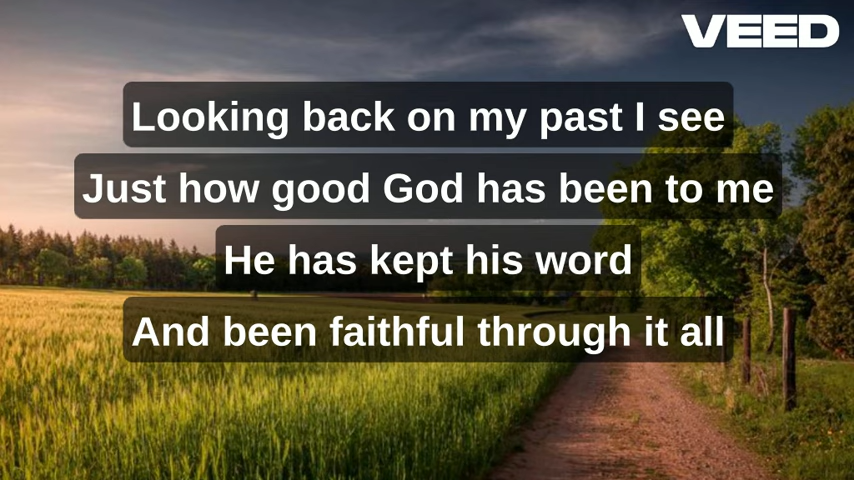 VEED
Looking back on my past I see
Just how good God has been to me
He has kept his word
And been faithful through it all